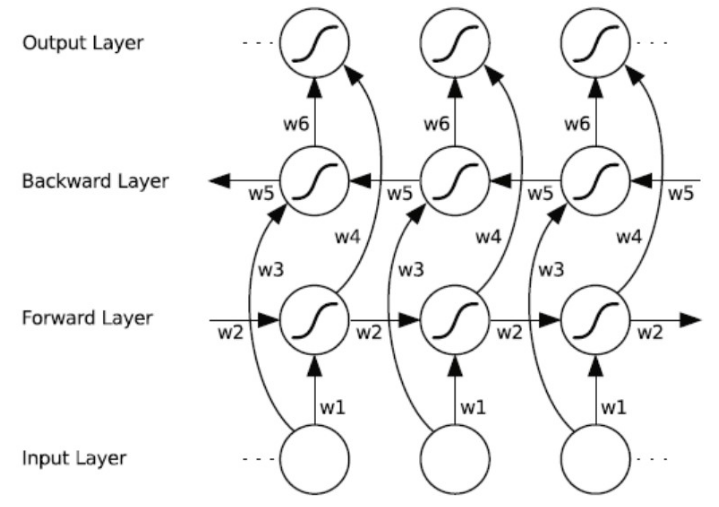 Output Layer
w6 w6 w6
Backward Layer
w5 w5 w5 w5
w4 w4 w4
w3 w3 w3
Forward Layer
w2 w2 w2 w2
w1 w1 w1
Input Layer